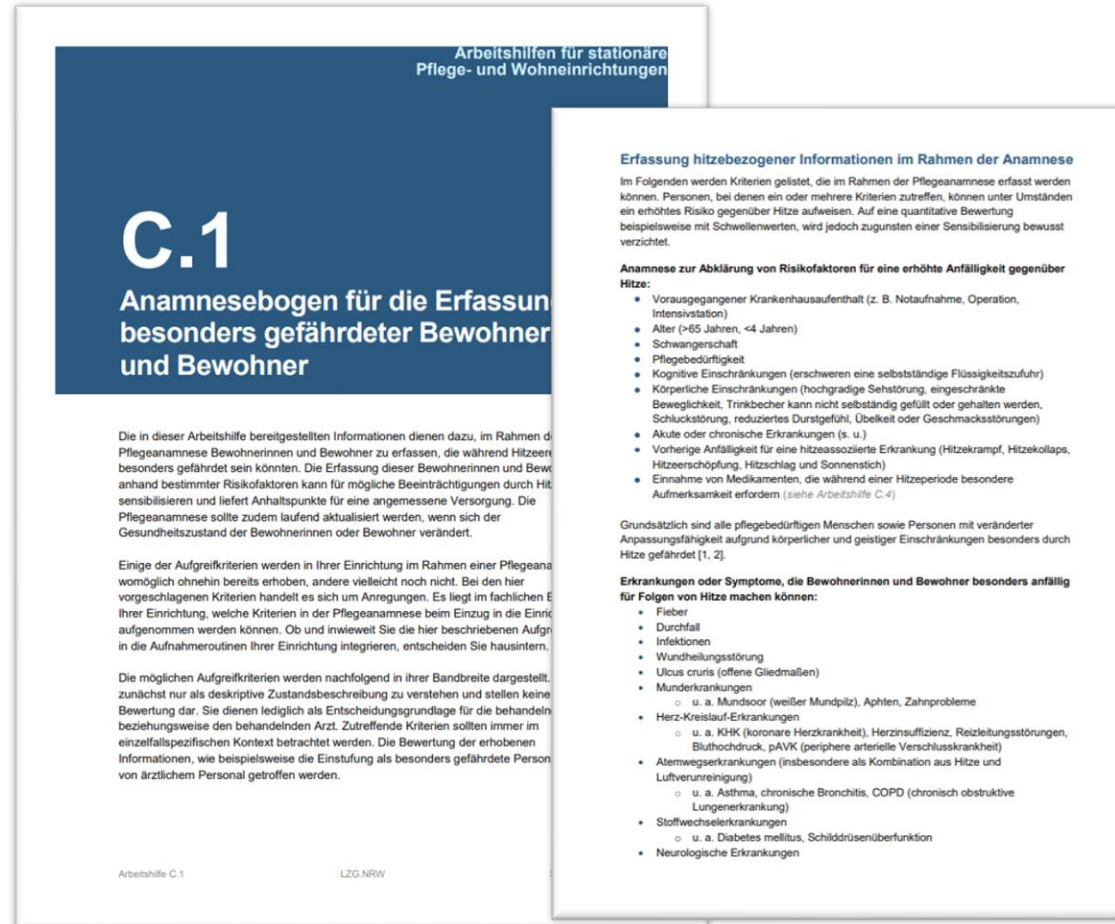 Arbeitshilfen für stationäre
Pflege- und Wohneinrichtungen
C.1
Anamnesebogen für die
besonders gefährdeter Bewohner
und Bewohner
Die in dieser Arbeitshilfe bereitgestellten Informationen dienen dazu, im Rahmen
Pflegeanamnese Bewohnerinnen und Bewohner zu erfassen, die während
besonders gefährdet sein könnten. Die Erfassung dieser Bewohnerinnen und
anhand bestimmter Risikofaktoren kann für mögliche Beeinträchtigungen durch
sensibilisieren und liefert Anhaltspunkte für eine angemessene Versorgung. Die
Pflegeanamnese sollte zudem laufend aktualisiert werden, wenn sich der
Gesundheitszustand der Bewohnerinnen oder Bewohner verändert.
Einige der Aufgreifkriterien werden in Ihrer Einrichtung im Rahmen einer
womöglich ohnehin bereits erhoben, andere vielleicht noch nicht. Bei den hier
vorgeschlagenen Kriterien handelt es sich um Anregungen. Es liegt im fachlichen
Ihrer Einrichtung, welche Kriterien in der Pflegeanamnese beim Einzug in die
aufgenommen werden können. Ob und inwieweit Sie die hier beschriebenen
in die Aufnahmeroutinen Ihrer Einrichtung integrieren, entscheiden Sie hausintern.
Die möglichen Aufgreifkriterien werden nachfolgend in ihrer Bandbreite dargestellt.
zunächst nur als deskriptive Zustandsbeschreibung zu verstehen und stellen keine
Bewertung dar. Sie dienen lediglich als Entscheidungsgrundlage für die
beziehungsweise den behandelnden Arzt. Zutreffende Kriterien sollten immer im
einzelfallspezifischen Kontext betrachtet werden. Die Bewertung der erhobenen
Informationen, wie beispielsweise die Einstufung als besonders gefährdete
von ärztlichem Personal getroffen werden.
Arbeitshilfe C.1 LZG.NRW
Erfassung hitzebezogener Informationen im Rahmen der Anamnese
Im Folgenden werden Kriterien gelistet, die im Rahmen der Pflegeanamnese erfasst werden
können. Personen, bei denen ein oder mehrere Kriterien zutreffen, können unter Umständen
ein erhöhtes Risiko gegenüber Hitze aufweisen. Auf eine quantitative Bewertung
beispielsweise mit Schwellenwerten, wird jedoch zugunsten einer Sensibilisierung bewusst
verzichtet.
Anamnese zur Abklärung von Risikofaktoren für eine erhöhte Anfälligkeit gegenüber
Hitze:
• Vorausgegangener Krankenhausaufenthalt (z. B. Notaufnahme, Operation,
Intensivstation)
• Alter (>65 Jahren, <4 Jahren)
• Schwangerschaft
• Pflegebedürftigkeit
• Kognitive Einschränkungen (erschweren eine selbstständige Flüssigkeitszufuhr)
• Körperliche Einschränkungen (hochgradige Sehstörung, eingeschränkte
Beweglichkeit, Trinkbecher kann nicht selbständig gefüllt oder gehalten werden,
Schluckstörung, reduziertes Durstgefühl, Übelkeit oder Geschmacksstörungen)
• Akute oder chronische Erkrankungen (s. u.)
• Vorherige Anfälligkeit für eine hitzeassoziierte Erkrankung (Hitzekrampf, Hitzekollaps,
Hitzeerschöpfung, Hitzschlag und Sonnenstich)
• Einnahme von Medikamenten, die während einer Hitzeperiode besondere
Aufmerksamkeit erfordern (siehe Arbeitshilfe C.4)
Grundsätzlich sind alle pflegebedürftigen Menschen sowie Personen mit veränderter
Anpassungsfähigkeit aufgrund körperlicher und geistiger Einschränkungen besonders durch
Hitze gefährdet [1, 2].
Erkrankungen oder Symptome, die Bewohnerinnen und Bewohner besonders anfällig
für Folgen von Hitze machen können:
• Fieber
• Durchfall
• Infektionen
• Wundheilungsstörung
• Ulcus cruris (offene Gliedmaßen)
• Munderkrankungen
o u. a. Mundsoor (weißer Mundpilz), Aphten, Zahnprobleme
• Herz-Kreislauf-Erkrankungen
o u. a. KHK (koronare Herzkrankheit), Herzinsuffizienz, Reizleitungsstörungen,
Bluthochdruck, pAVK (periphere arterielle Verschlusskrankheit)
• Atemwegserkrankungen (insbesondere als Kombination aus Hitze und
Luftverunreinigung)
o u. a. Asthma, chronische Bronchitis, COPD (chronisch obstruktive
Lungenerkrankung)
• Stoffwechselerkrankungen
o u. a. Diabetes mellitus, Schilddrüsenüberfunktion
• Neurologische Erkrankungen